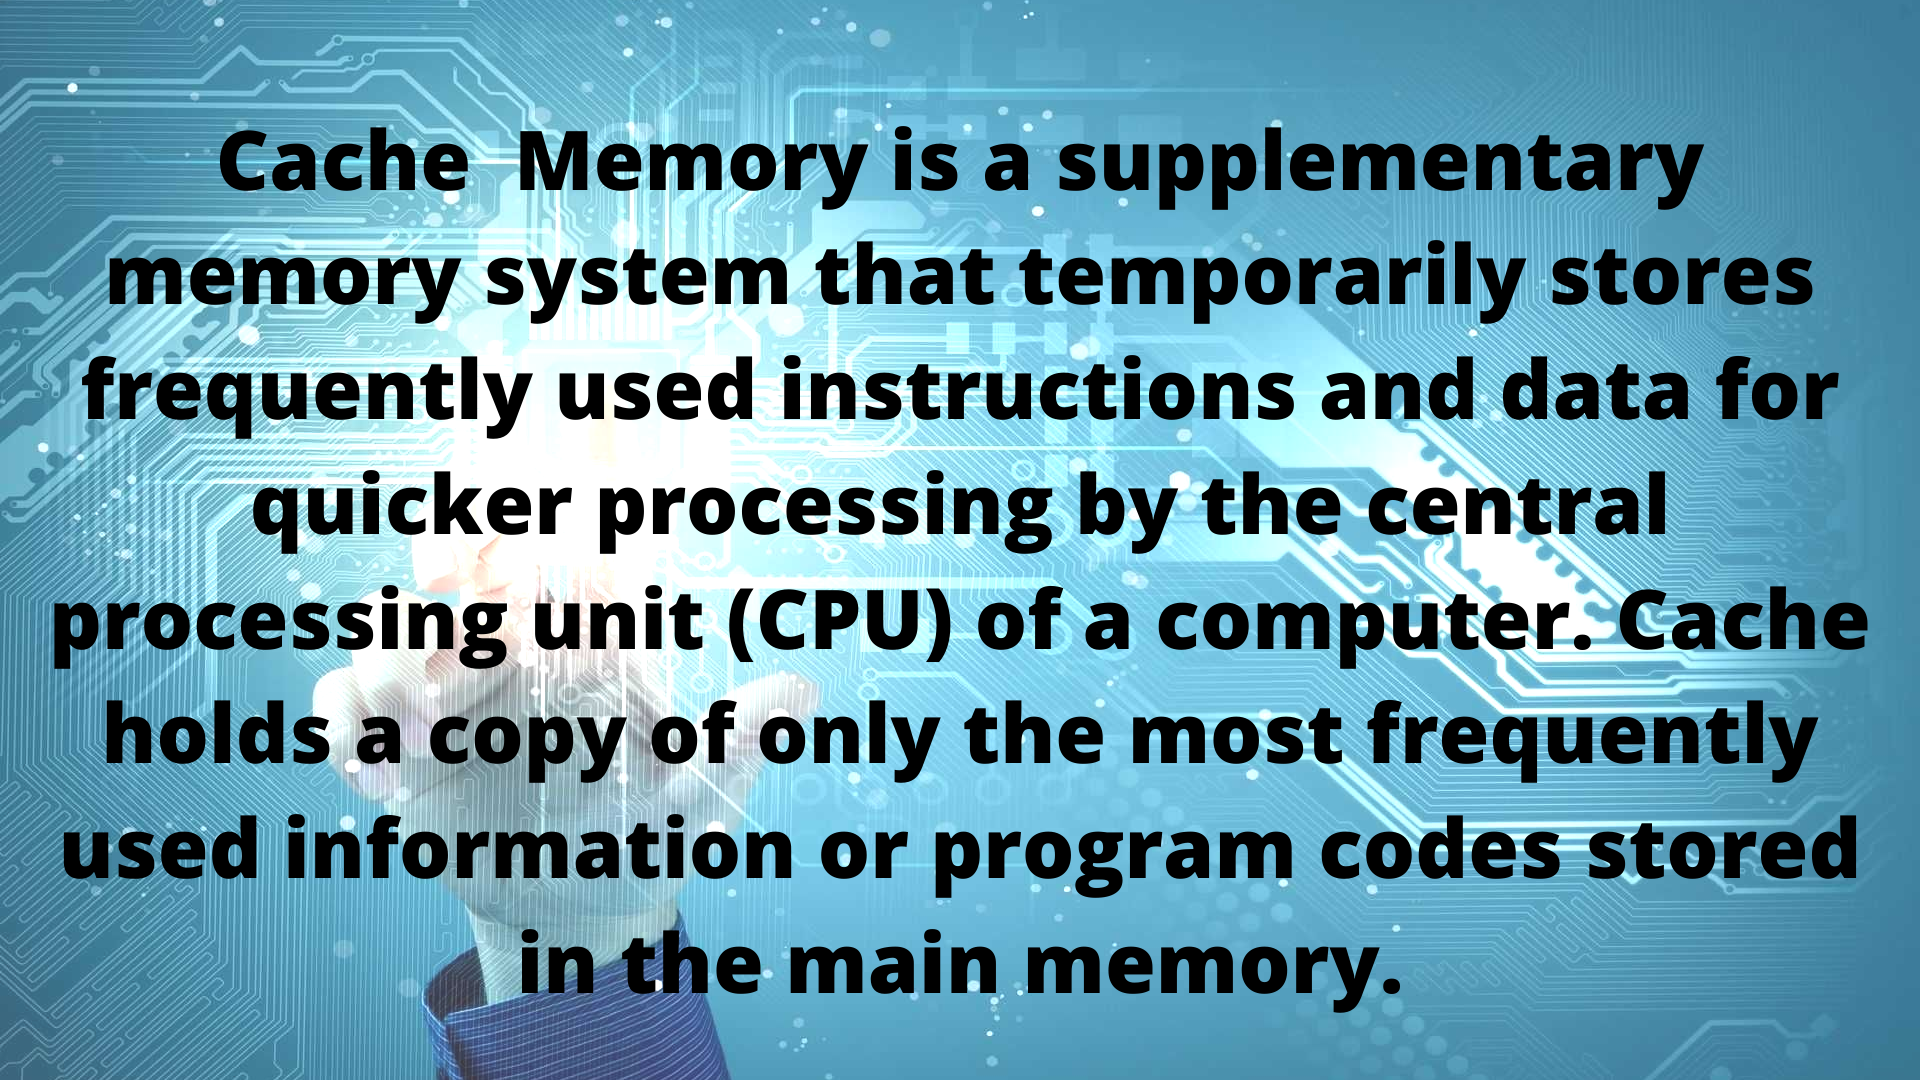 Cache  Memory is a supplementary
memory system that temporarily stores
frequently used instructions and data for
quicker processing by the central
processing unit (CPU) of a computer. Cache
holds a copy of only the most frequently
used information or program codes stored
in the main memory.